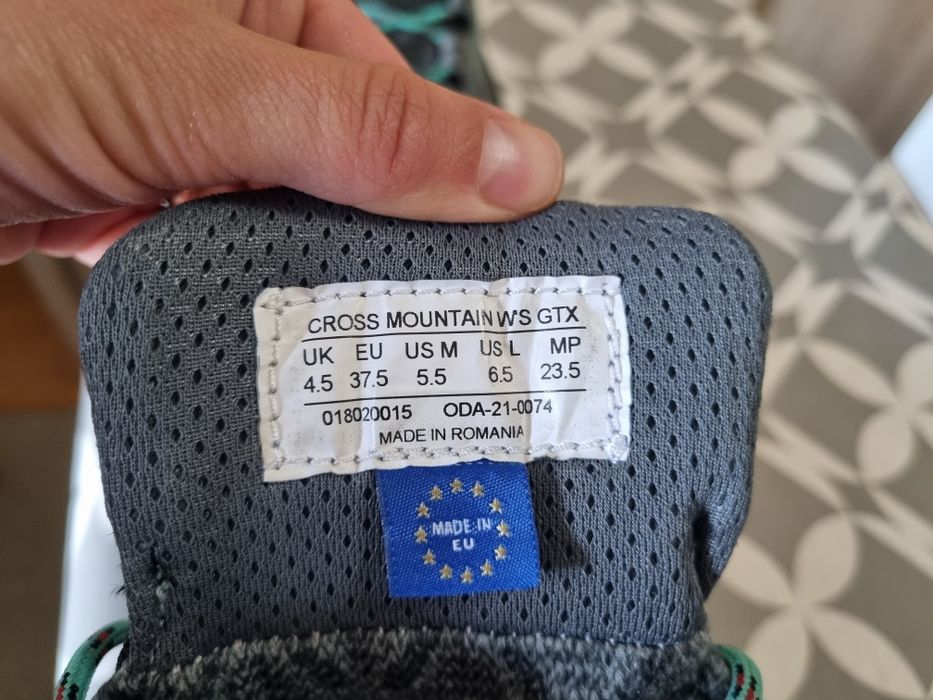 CROSS MOUNTAIN W'S GTX
UK EU US M US L MP
4.5 37.5 5.5 6.5 23.5
018020015 ODA-21-0074
MADE IN ROMANIA
MADE IN
EU